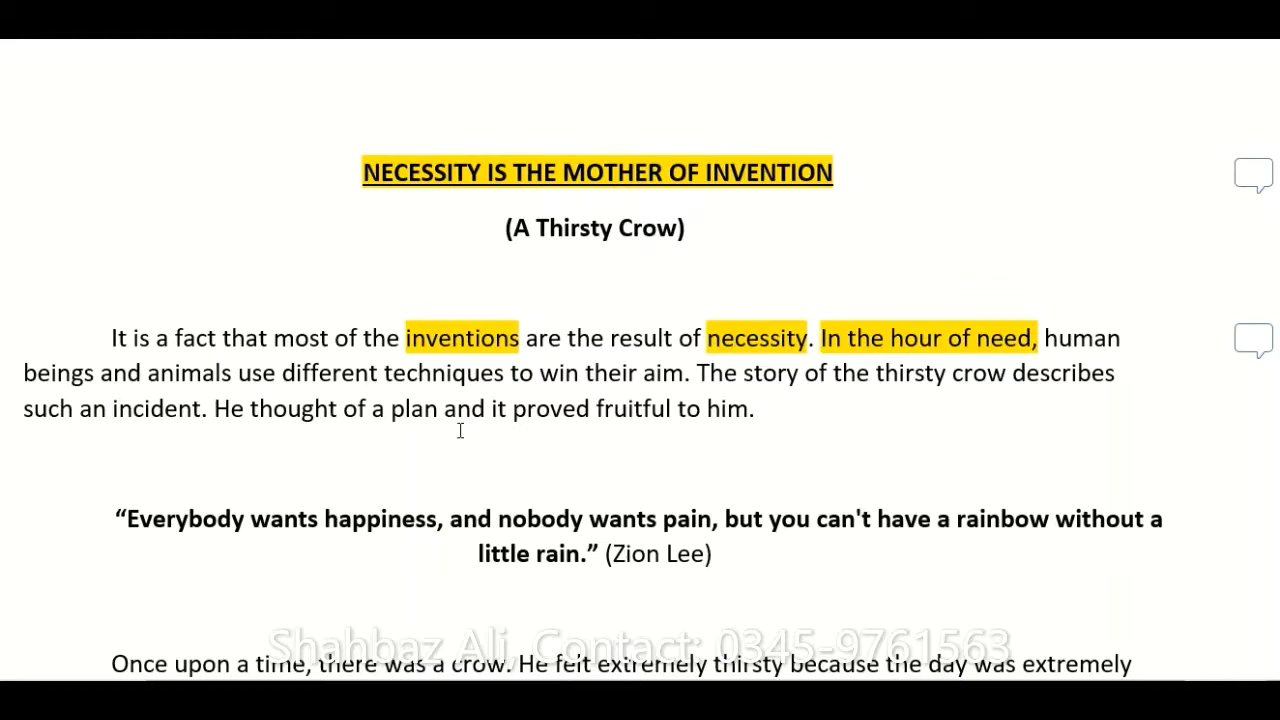 NECESSITY IS THE MOTHER OF INVENTION
(A Thirsty Crow)
It is a fact that most of the inventions are the result of necessity. In the hour of need, human
beings and animals use different techniques to win their aim. The story of the thirsty crow describes
such an incident. He thought of a plan and it proved fruitful to him.
“Everybody wants happiness, and nobody wants pain, but you can't have a rainbow without a
little rain.” (Zion Lee)
Shahbaz Ali, Contact: 0345-9761563
Once upon a time, there was a crow. He felt extremely thirsty because the day was extremely